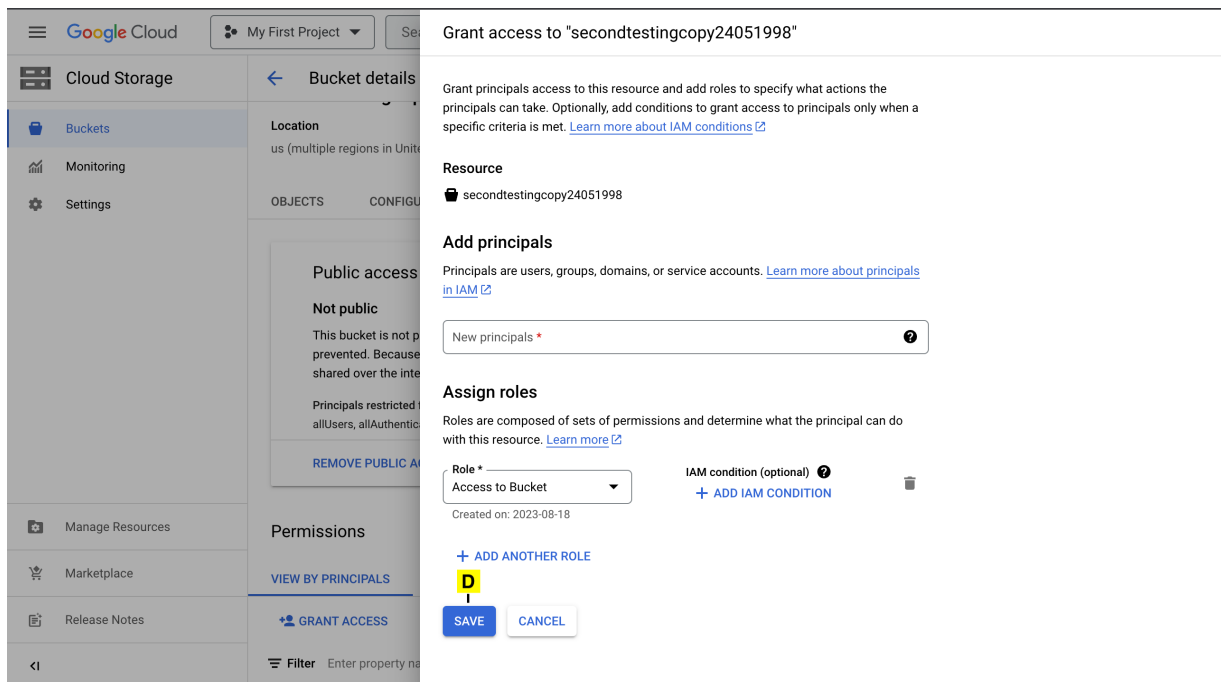 Google Cloud
My First Project
Sea
Cloud Storage
Buckets
Monitoring
Settings
Manage Resources
Marketplace
Release Notes
Bucket details
Location
us (multiple regions in Unite
OBJECTS CONFIGU
Public access
Not public
This bucket is not p
prevented. Because
shared over the inte
Principals restricted
allUsers, allAuthentic
REMOVE PUBLIC A
Permissions
VIEW BY PRINCIPALS
GRANT ACCESS
Filter Enter property na
Grant access to "secondtestingcopy24051998"
Grant principals access to this resource and add roles to specify what actions the
principals can take. Optionally, add conditions to grant access to principals only when a
specific criteria is met. Learn more about IAM conditions
Resource
secondtestingcopy24051998
Add principals
Principals are users, groups, domains, or service accounts. Learn more about principals
in IAM
New principals *
Assign roles
Roles are composed of sets of permissions and determine what the principal can do
with this resource. Learn more
Role *
Access to Bucket
Created on: 2023-08-18
IAM condition (optional)
+ ADD IAM CONDITION
+ ADD ANOTHER ROLE
D
SAVE CANCEL